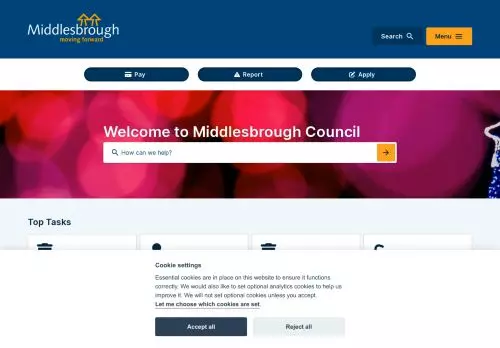 Middlesbrough
moving forward
Search
Menu
Pay
Report
Apply
Welcome to Middlesbrough Council
How can we help?
Top Tasks
Cookie settings
Essential cookies are in place on this website to ensure it functions
correctly. We would also like to set optional analytics cookies to help us
improve it. We will not set optional cookies unless you accept.
Let me choose which cookies are set.
Accept all
Reject all